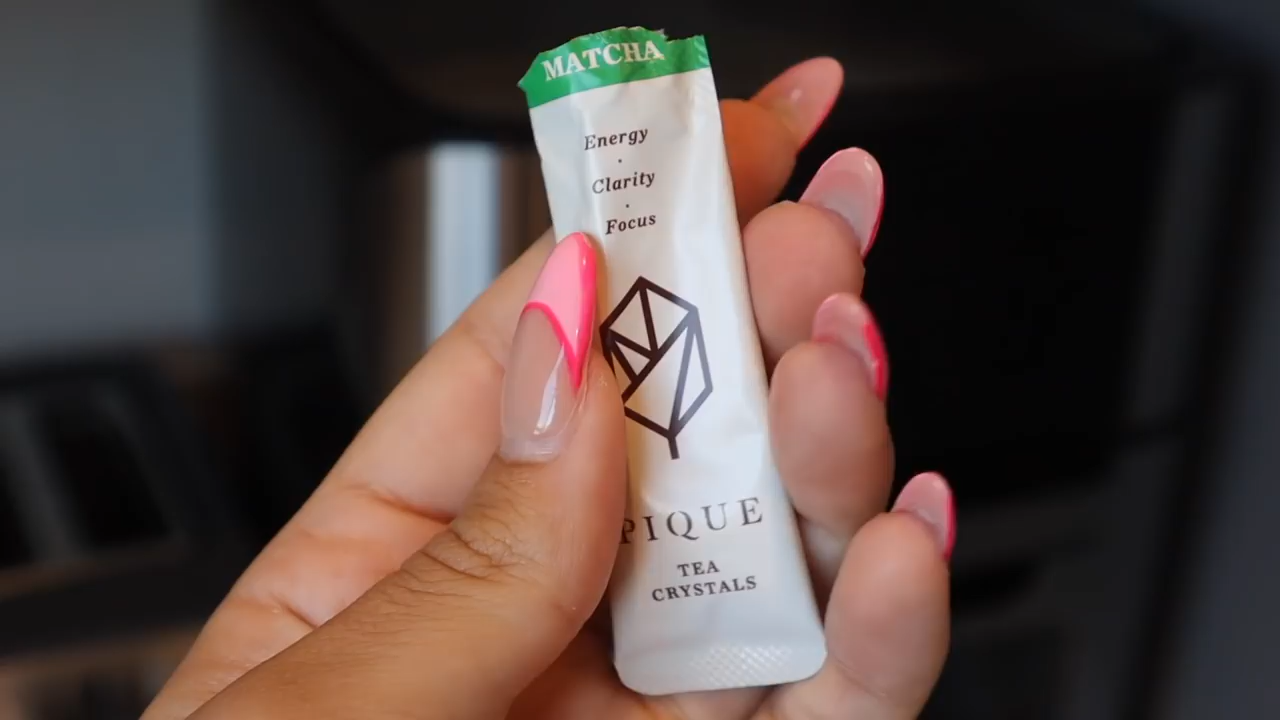 MATCHA
Energy
·
Clarity
·
Focus
PIQUE
TEA
CRYSTALS